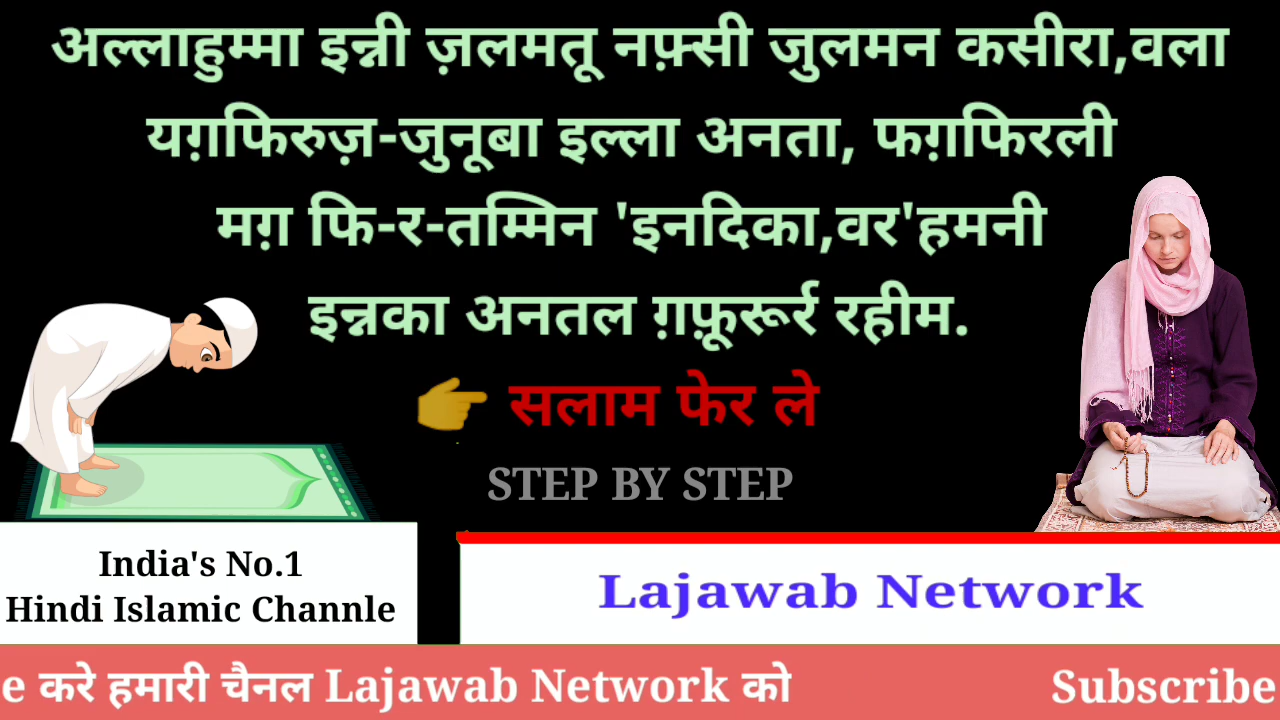 अल्लाहुम्मा इन्नी ज़लमतू नफ़्सी जुलमन कसीरा,वला
यग़फिरुज़-जुनूबा इल्ला अनता, फग़फिरली
मग़ फि-र-तम्मिन 'इनदिका,वर'हमनी
इन्नका अनतल ग़फ़ूरूर्र रहीम.
👉 सलाम फेर ले
STEP BY STEP
India's No.1
Hindi Islamic Channle
Lajawab Network
e करे हमारी चैनल Lajawab Network को Subscribe